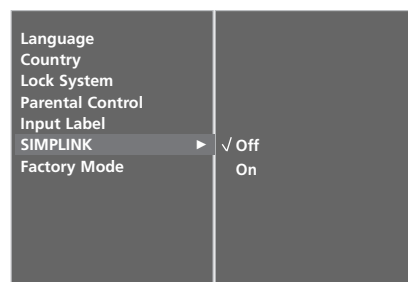 Language
Country
Lock System
Parental Control
Input Label
SIMPLINK ►
√ Off
On
Factory Mode